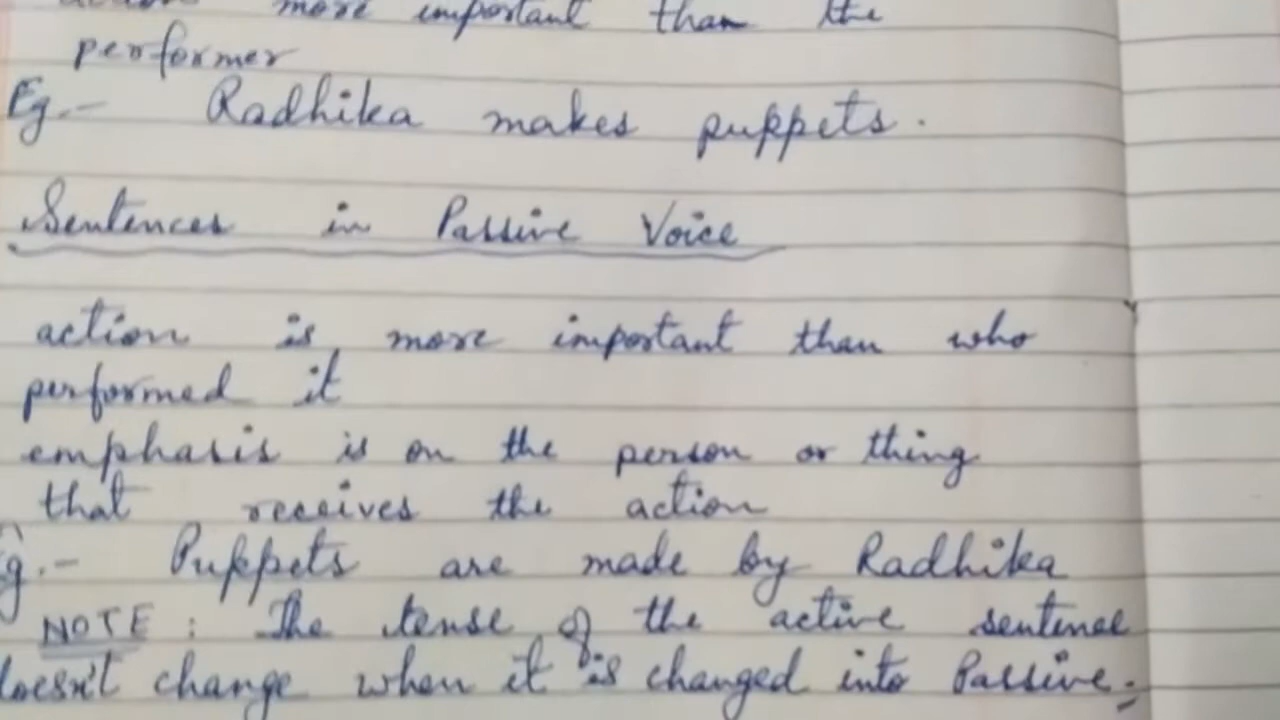 action more important than the
performer
Eg.- Radhika makes puppets.
Sentences in Passive Voice
action is more important than who
performed it
emphasis is on the person or thing
that receives the action
Eg.- Puppets are made by Radhika
NOTE : The tense of the active sentence
doesn't change when it is changed into Passive.